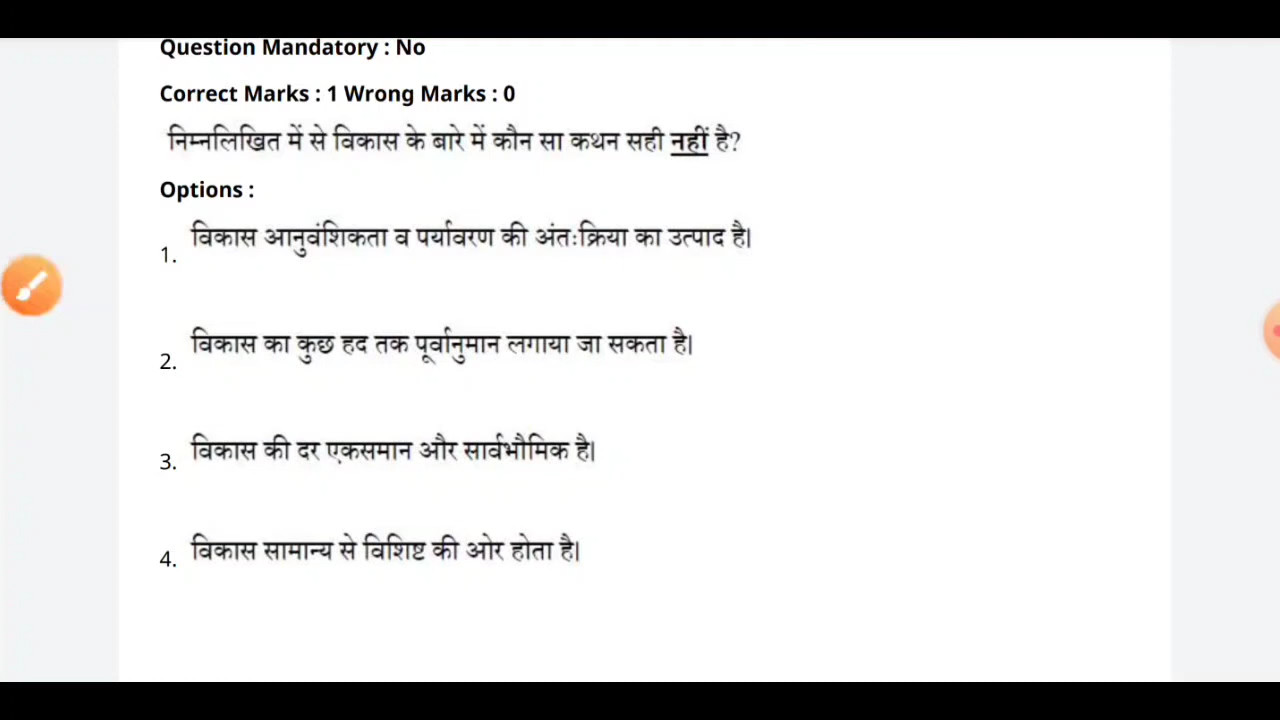 Question Mandatory : No
Correct Marks : 1 Wrong Marks : 0
निम्नलिखित में से विकास के बारे में कौन सा कथन सही नहीं है?
Options :
1. विकास आनुवंशिकता व पर्यावरण की अंतःक्रिया का उत्पाद है।
2. विकास का कुछ हद तक पूर्वानुमान लगाया जा सकता है।
3. विकास की दर एकसमान और सार्वभौमिक है।
4. विकास सामान्य से विशिष्ट की ओर होता है।